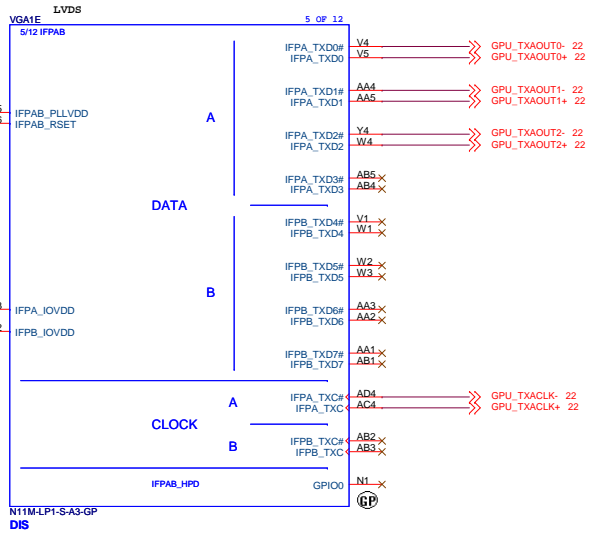 LVDS
VGA1E 5 OF 12
5/12 IFPAB
IFPA_TXD0# V4 GPU_TXAOUT0- 22
IFPA_TXD0 V5 GPU_TXAOUT0+ 22
IFPA_TXD1# AA4 GPU_TXAOUT1- 22
IFPA_TXD1 AA5 GPU_TXAOUT1+ 22
IFPAB_PLLVDD
A
IFPAB_RSET
IFPA_TXD2# Y4 GPU_TXAOUT2- 22
IFPA_TXD2 W4 GPU_TXAOUT2+ 22
IFPA_TXD3# AB5
IFPA_TXD3 AB4
DATA
IFPB_TXD4# V1
IFPB_TXD4 W1
IFPB_TXD5# W2
IFPB_TXD5 W3
B
IFPA_IOVDD IFPB_TXD6# AA3
IFPB_TXD6 AA2
IFPB_IOVDD
IFPB_TXD7# AA1
IFPB_TXD7 AB1
IFPA_TXC# AD4 GPU_TXACLK- 22
A
IFPA_TXC AC4 GPU_TXACLK+ 22
CLOCK
IFPB_TXC# AB2
B
IFPB_TXC AB3
IFPAB_HPD GPIO0 N1
GP
N11M-LP1-S-A3-GP
DIS